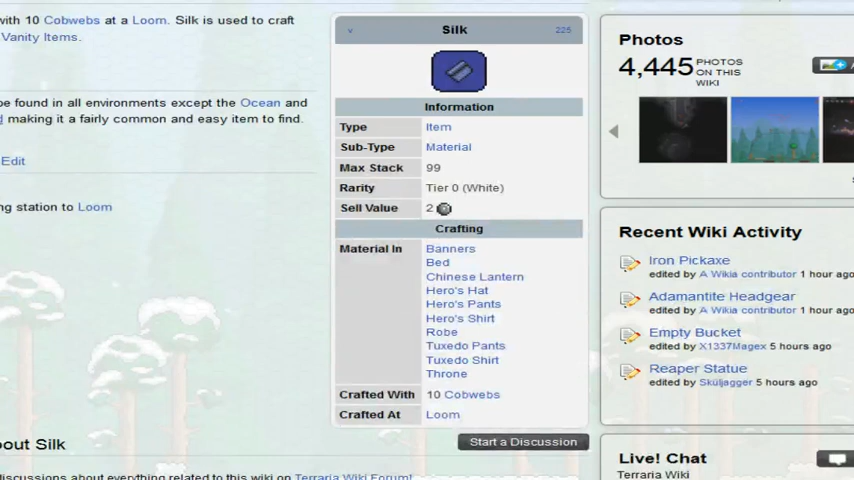 with 10 Cobwebs at a Loom. Silk is used to craft
Vanity Items.
be found in all environments except the Ocean and
making it a fairly common and easy item to find.
Edit
ng station to Loom
out Silk
discussions about everything related to this wiki on Terraria Wiki Forum!
v Silk 225
Information
Type Item
Sub-Type Material
Max Stack 99
Rarity Tier 0 (White)
Sell Value 2
Crafting
Material In Banners
Bed
Chinese Lantern
Hero's Hat
Hero's Pants
Hero's Shirt
Robe
Tuxedo Pants
Tuxedo Shirt
Throne
Crafted With 10 Cobwebs
Crafted At Loom
Start a Discussion
Photos
4,445 PHOTOS
ON THIS
WIKI
Recent Wiki Activity
Iron Pickaxe
edited by A Wikia contributor 1 hour ago
Adamantite Headgear
edited by A Wikia contributor 1 hour ago
Empty Bucket
edited by X1337Magex 5 hours ago
Reaper Statue
edited by Skuljagger 5 hours ago
Live! Chat
Terraria Wiki